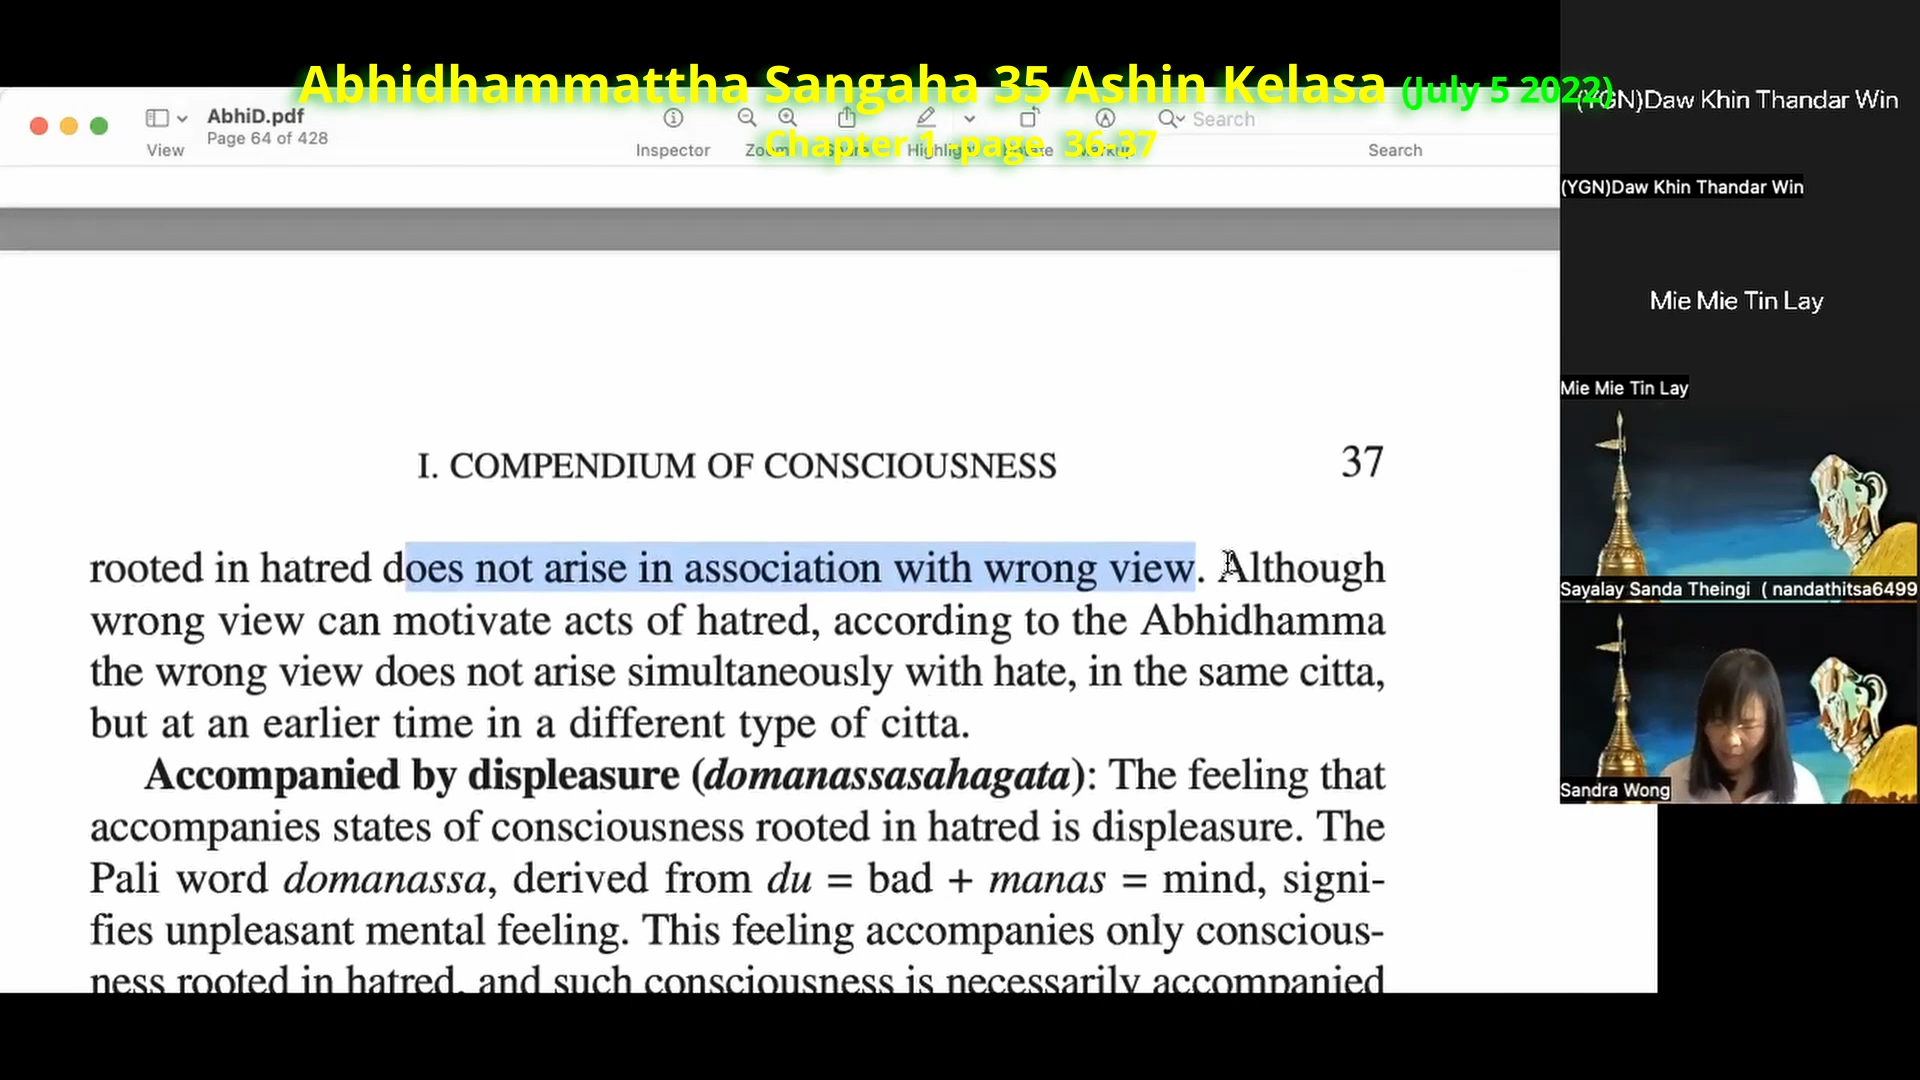 Abhidhammattha Sangaha 35 Ashin Kelasa (July 5 2022)
Chapter 1 -page 36-37
AbhiD.pdf
Page 64 of 428
View
Inspector
Zoom
Share
Highlight
Rotate
Markup
Search
Search
I. COMPENDIUM OF CONSCIOUSNESS 37
rooted in hatred does not arise in association with wrong view. Although
wrong view can motivate acts of hatred, according to the Abhidhamma
the wrong view does not arise simultaneously with hate, in the same citta,
but at an earlier time in a different type of citta.
Accompanied by displeasure (domanassasahagata): The feeling that
accompanies states of consciousness rooted in hatred is displeasure. The
Pali word domanassa, derived from du = bad + manas = mind, signi-
fies unpleasant mental feeling. This feeling accompanies only conscious-
ness rooted in hatred, and such consciousness is necessarily accompanied
(YGN)Daw Khin Thandar Win
(YGN)Daw Khin Thandar Win
Mie Mie Tin Lay
Mie Mie Tin Lay
Sayalay Sanda Theingi ( nandathitsa6499
Sandra Wong